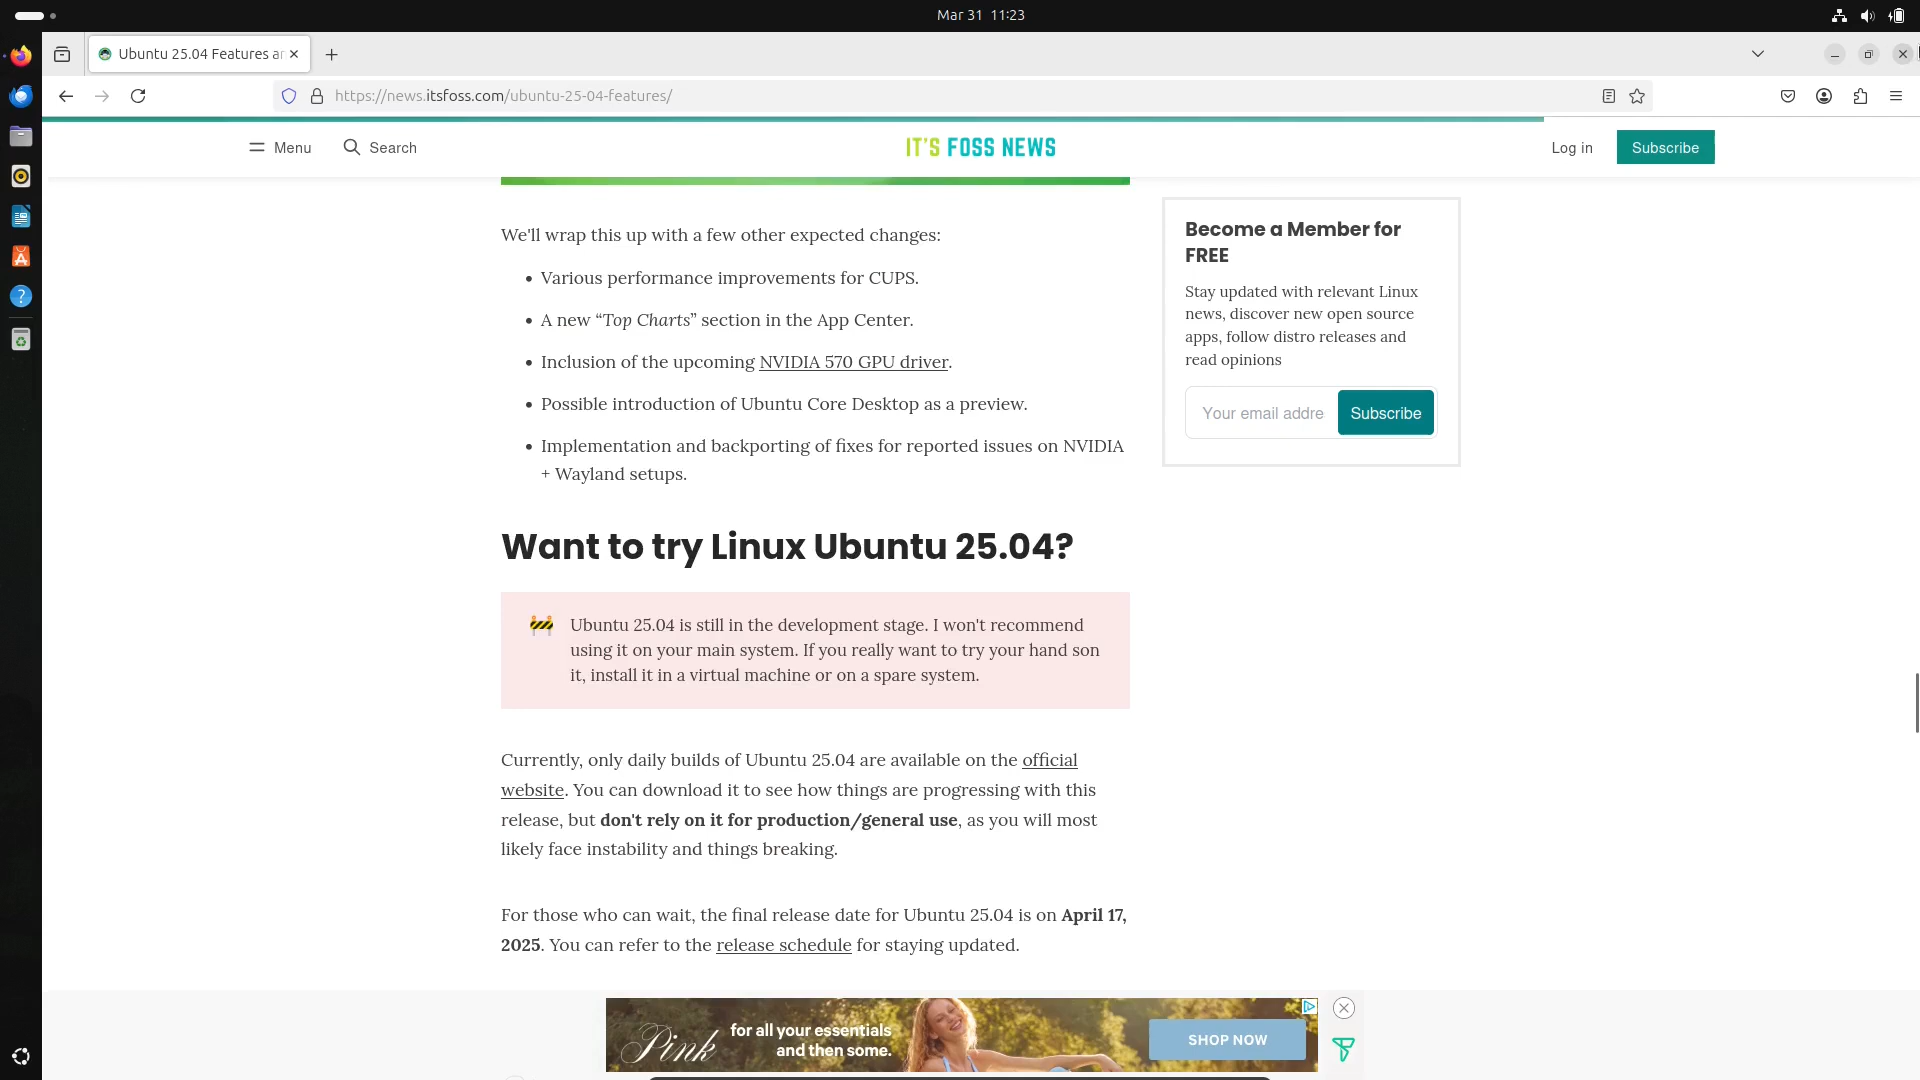 Mar 31 11:23
Ubuntu 25.04 Features ar
https://news.itsfoss.com/ubuntu-25-04-features/
Menu
Search
IT'S FOSS NEWS
Log in
Subscribe
We'll wrap this up with a few other expected changes:
• Various performance improvements for CUPS.
• A new “Top Charts” section in the App Center.
• Inclusion of the upcoming NVIDIA 570 GPU driver.
• Possible introduction of Ubuntu Core Desktop as a preview.
• Implementation and backporting of fixes for reported issues on NVIDIA
+ Wayland setups.
Want to try Linux Ubuntu 25.04?
🚧 Ubuntu 25.04 is still in the development stage. I won't recommend
using it on your main system. If you really want to try your hand son
it, install it in a virtual machine or on a spare system.
Currently, only daily builds of Ubuntu 25.04 are available on the official
website. You can download it to see how things are progressing with this
release, but don't rely on it for production/general use, as you will most
likely face instability and things breaking.
For those who can wait, the final release date for Ubuntu 25.04 is on April 17,
2025. You can refer to the release schedule for staying updated.
Become a Member for
FREE
Stay updated with relevant Linux
news, discover new open source
apps, follow distro releases and
read opinions
Your email addre
Subscribe
Pink
for all your essentials
and then some.
SHOP NOW